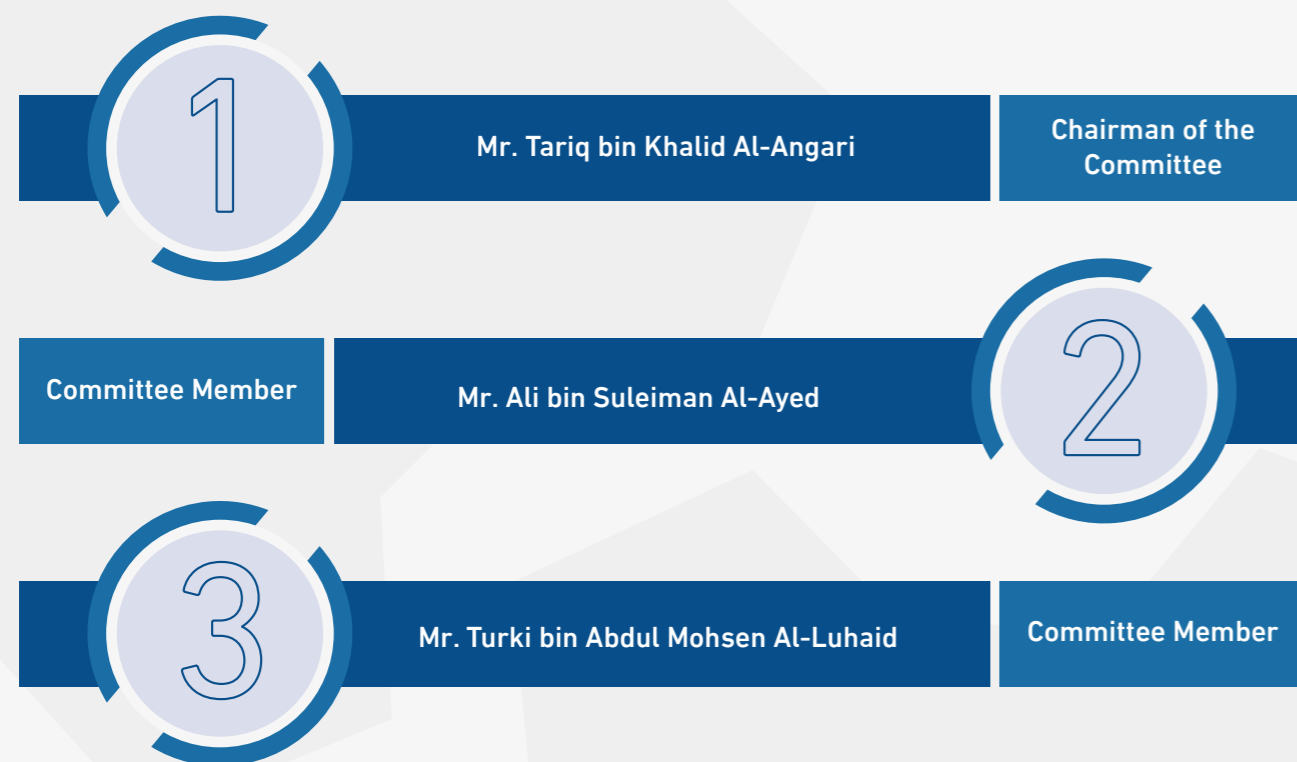 1
Mr. Tariq bin Khalid Al-Angari
Chairman of the
Committee
Committee Member
Mr. Ali bin Suleiman Al-Ayed
2
3
Mr. Turki bin Abdul Mohsen Al-Luhaid
Committee Member